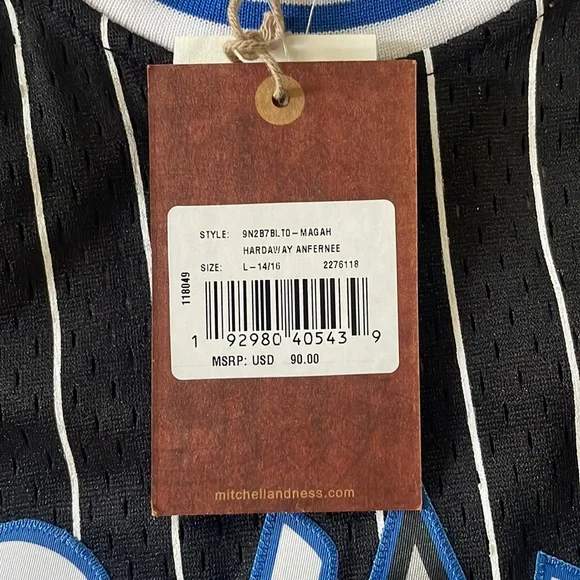 STYLE: 9N2B7BLT0-MAGAH
HARDAWAY ANFERNEE
SIZE: L-14/16 2276118
118049
1 92980 40543 9
MSRP: USD 90.00
mitchellandness.com